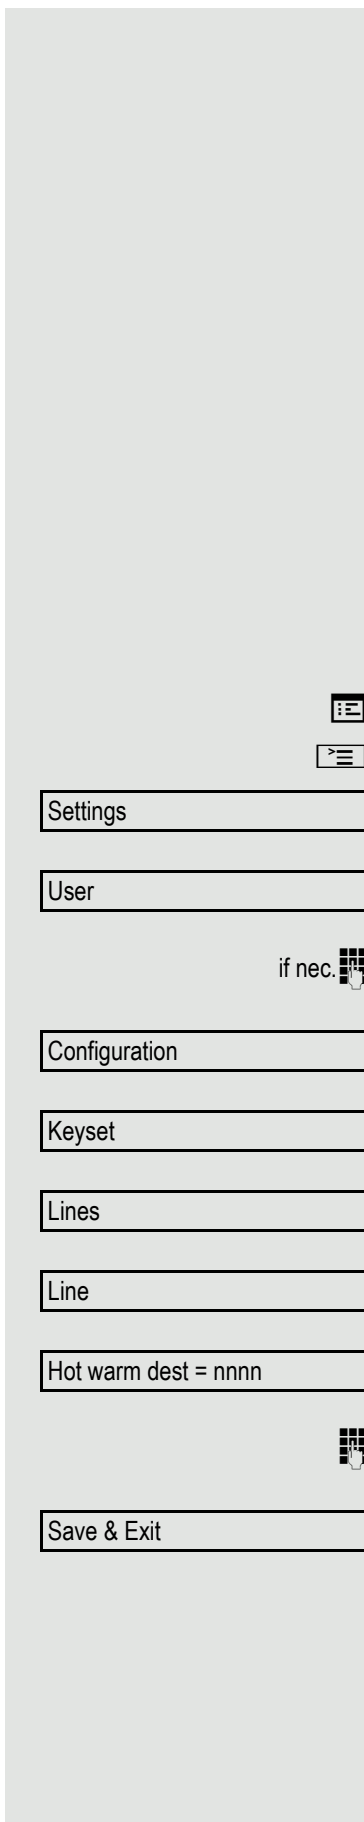 Settings
User
if nec.
Configuration
Keyset
Lines
Line
Hot warm dest = nnnn
Save & Exit